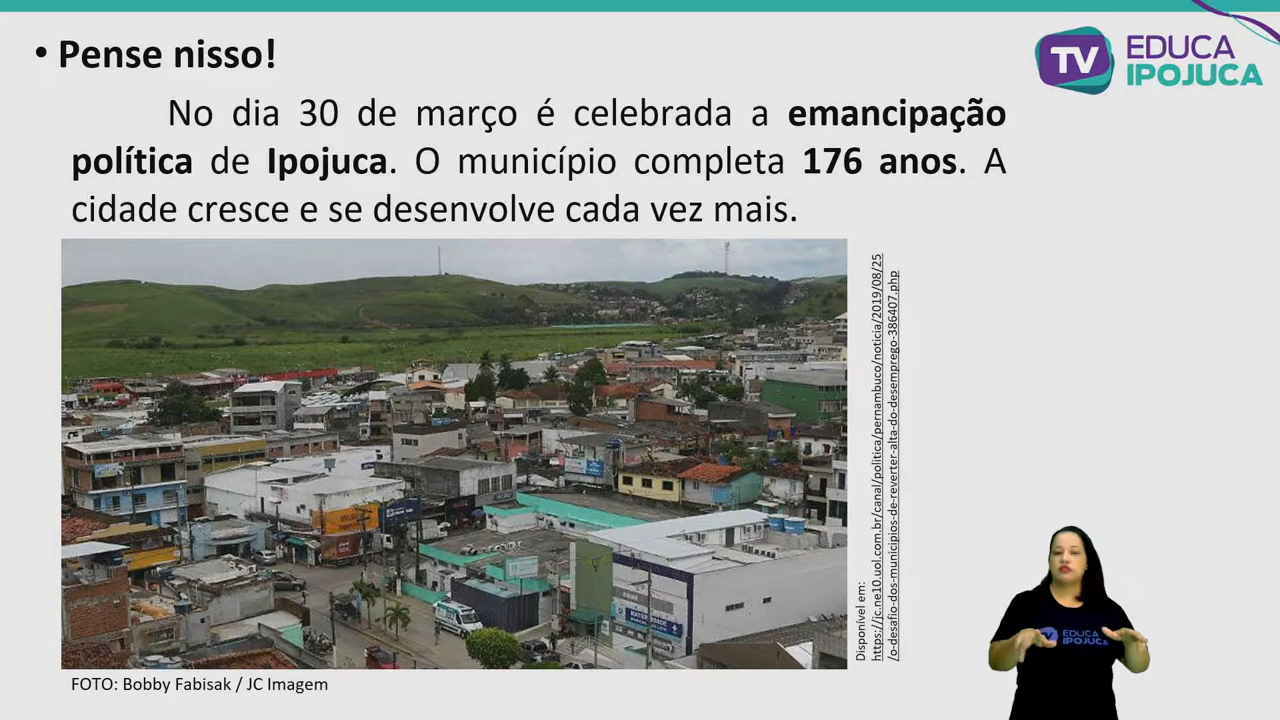 • Pense nisso!
TV EDUCA
IPOJUCA
No dia 30 de março é celebrada a emancipação
política de Ipojuca. O município completa 176 anos. A
cidade cresce e se desenvolve cada vez mais.
Disponível em:
https://jc.ne10.uol.com.br/canal/politica/pernambuco/noticia/2019/08/25
/o-desafio-dos-municipios-de-reverter-alta-do-desemprego-386407.php
FOTO: Bobby Fabisak / JC Imagem
TV EDUCA
IPOJUCA